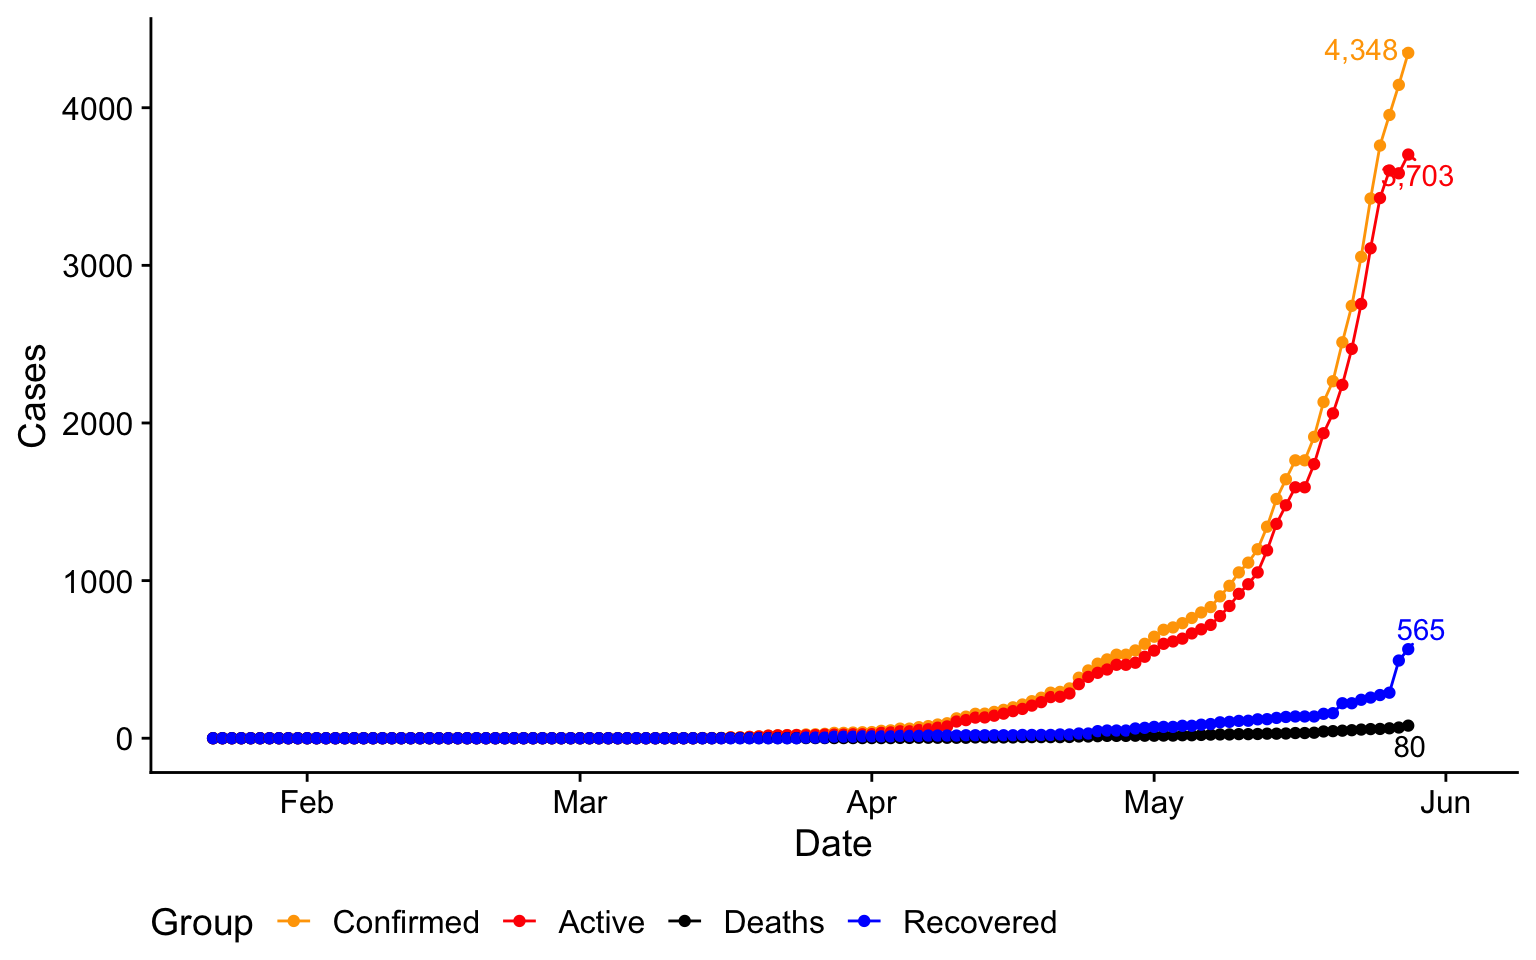 4,348
4000
3,703
3000
Cases
2000
1000
565
0
80
Feb Mar Apr May Jun
Date
Group Confirmed Active Deaths Recovered